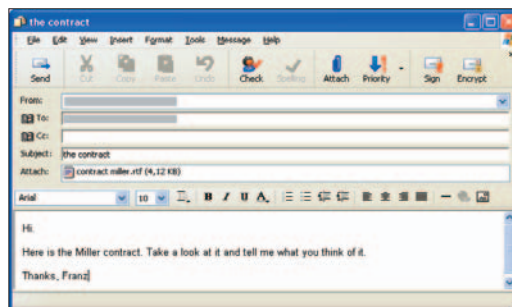 the contract
File Edit View Insert Format Tools Message Help
Send Cut Copy Paste Undo Check Spelling Attach Priority Sign Encrypt
From:
To:
Cc:
Subject: the contract
Attach: contract miller.rtf (4,12 KB)
Arial 10 B I U A
Hi.
Here is the Miller contract. Take a look at it and tell me what you think of it.
Thanks, Franz